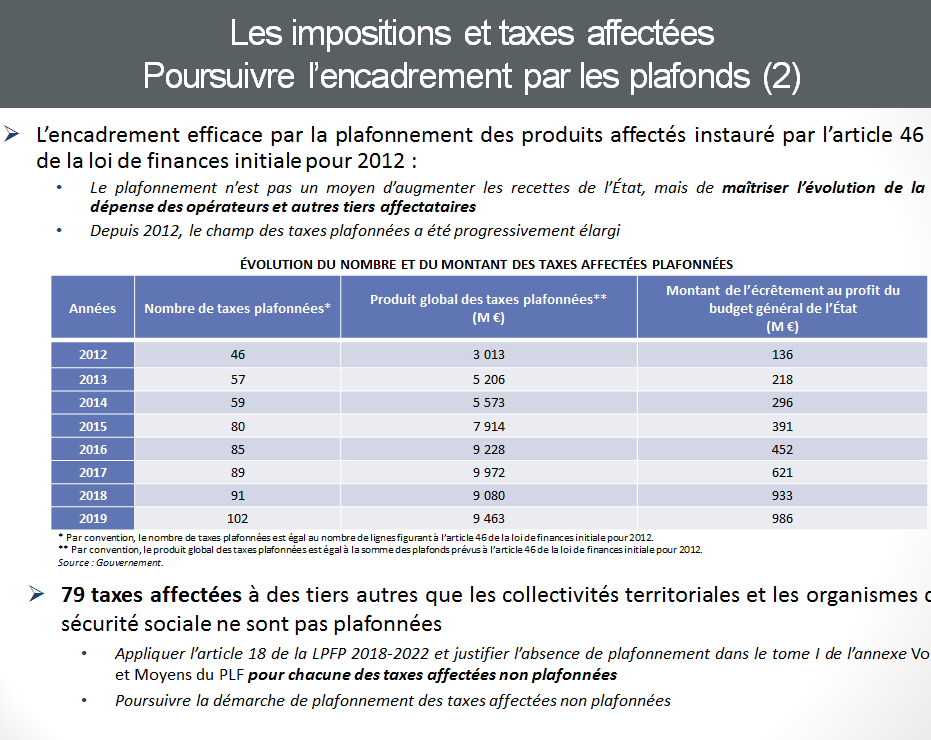 Les impositions et taxes affectées
Poursuivre l'encadrement par les plafonds (2)
L'encadrement efficace par la plafonnement des produits affectés instauré par l'article 46
de la loi de finances initiale pour 2012 :
Le plafonnement n'est pas un moyen d'augmenter les recettes de l'État, mais de maîtriser l'évolution de la
dépense des opérateurs et autres tiers affectataires
Depuis 2012, le champ des taxes plafonnées a été progressivement élargi
ÉVOLUTION DU NOMBRE ET DU MONTANT DES TAXES AFFECTÉES PLAFONNÉES
Années Nombre de taxes plafonnées* Produit global des taxes plafonnées** (M €) Montant de l'écrêtement au profit du budget général de l'État (M €)
2012 46 3 013 136
2013 57 5 206 218
2014 59 5 573 296
2015 80 7 914 391
2016 85 9 228 452
2017 89 9 972 621
2018 91 9 080 933
2019 102 9 463 986
* Par convention, le nombre de taxes plafonnées est égal au nombre de lignes figurant à l'article 46 de la loi de finances initiale pour 2012.
** Par convention, le produit global des taxes plafonnées est égal à la somme des plafonds prévus à l'article 46 de la loi de finances initiale pour 2012.
Source : Gouvernement.
79 taxes affectées à des tiers autres que les collectivités territoriales et les organismes
sécurité sociale ne sont pas plafonnées
Appliquer l'article 18 de la LPFP 2018-2022 et justifier l'absence de plafonnement dans le tome I de l'annexe Vo
et Moyens du PLF pour chacune des taxes affectées non plafonnées
Poursuivre la démarche de plafonnement des taxes affectées non plafonnées